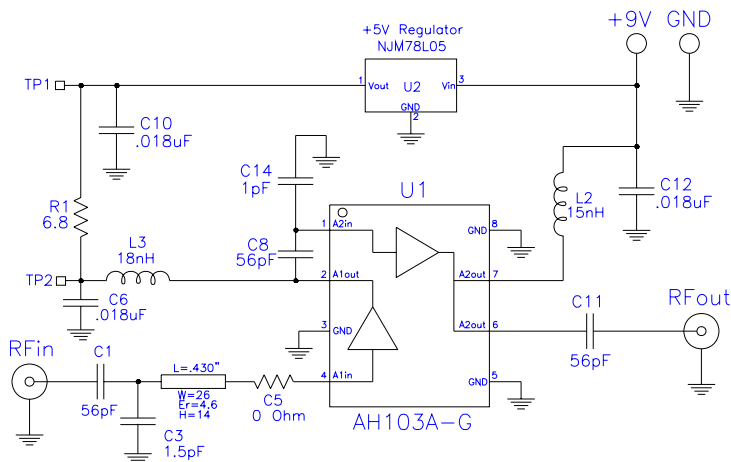 +9V GND
+5V Regulator
NJM78L05
TP1
1 Vout U2 Vin 3
GND
2
C10
.018uF
C14
1pF
U1
R1
6.8
L3
18nH
C8
56pF
L2
15nH
C12
.018uF
1 A2in
GND 8
TP2
2 A1out
A2out 7
C6
.018uF
3 GND
A2out 6
C11
56pF
RFout
RFin
C1
56pF
L=.430"
W=26
Er=4.6
H=14
C5
0 Ohm
4 A1in
GND 5
C3
1.5pF
AH103A-G